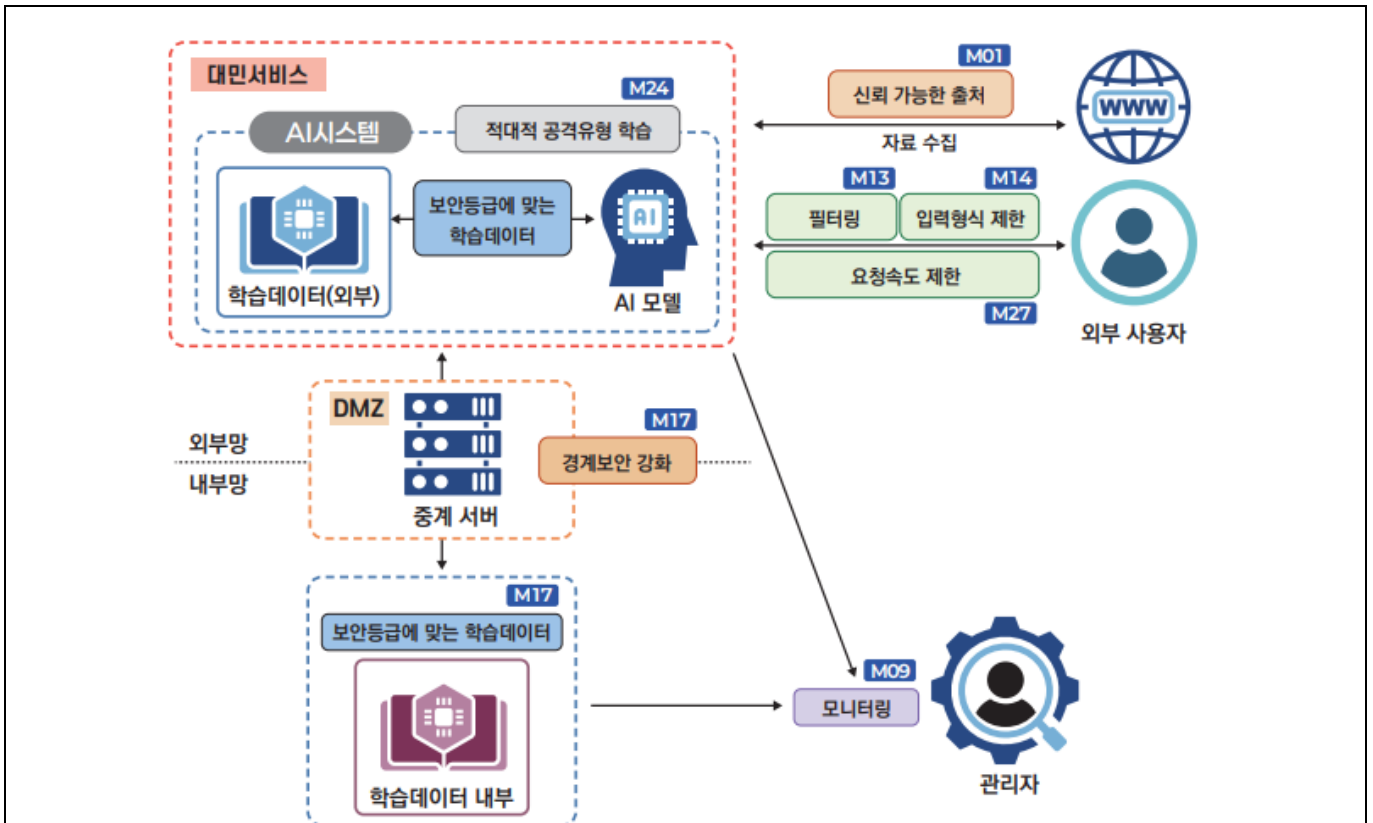 대민서비스
M24
AI시스템
적대적 공격유형 학습
보안등급에 맞는
학습데이터
AI
학습데이터(외부)
AI 모델
M01
신뢰 가능한 출처
WWW
자료 수집
M13
M14
필터링
입력형식 제한
요청속도 제한
M27
외부 사용자
DMZ
M17
외부망
경계보안 강화
내부망
중계 서버
M17
보안등급에 맞는 학습데이터
학습데이터 내부
M09
모니터링
관리자